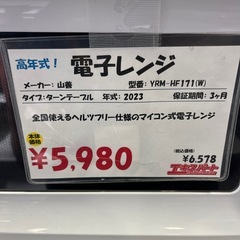 高年式! 電子レンジ
メーカー:山善 型番:YRM-HF171(W)
タイプ:ターンテーブル 年式:2023 保証期間:3ヶ月
全国使えるヘルツフリー仕様のマイコン式電子レンジ
本体価格 ¥5,980
(税込価格) ¥6,578